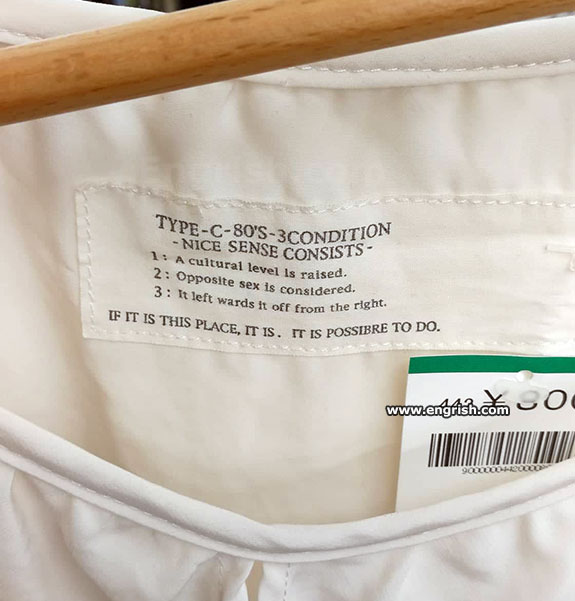 TYPE-C-80'S-3CONDITION
- NICE SENSE CONSISTS -
1 : A cultural level is raised.
2 : Opposite sex is considered.
3 : It left wards it off from the right.
IF IT IS THIS PLACE, IT IS. IT IS POSSIBRE TO DO.
443 ¥
www.engrish.com